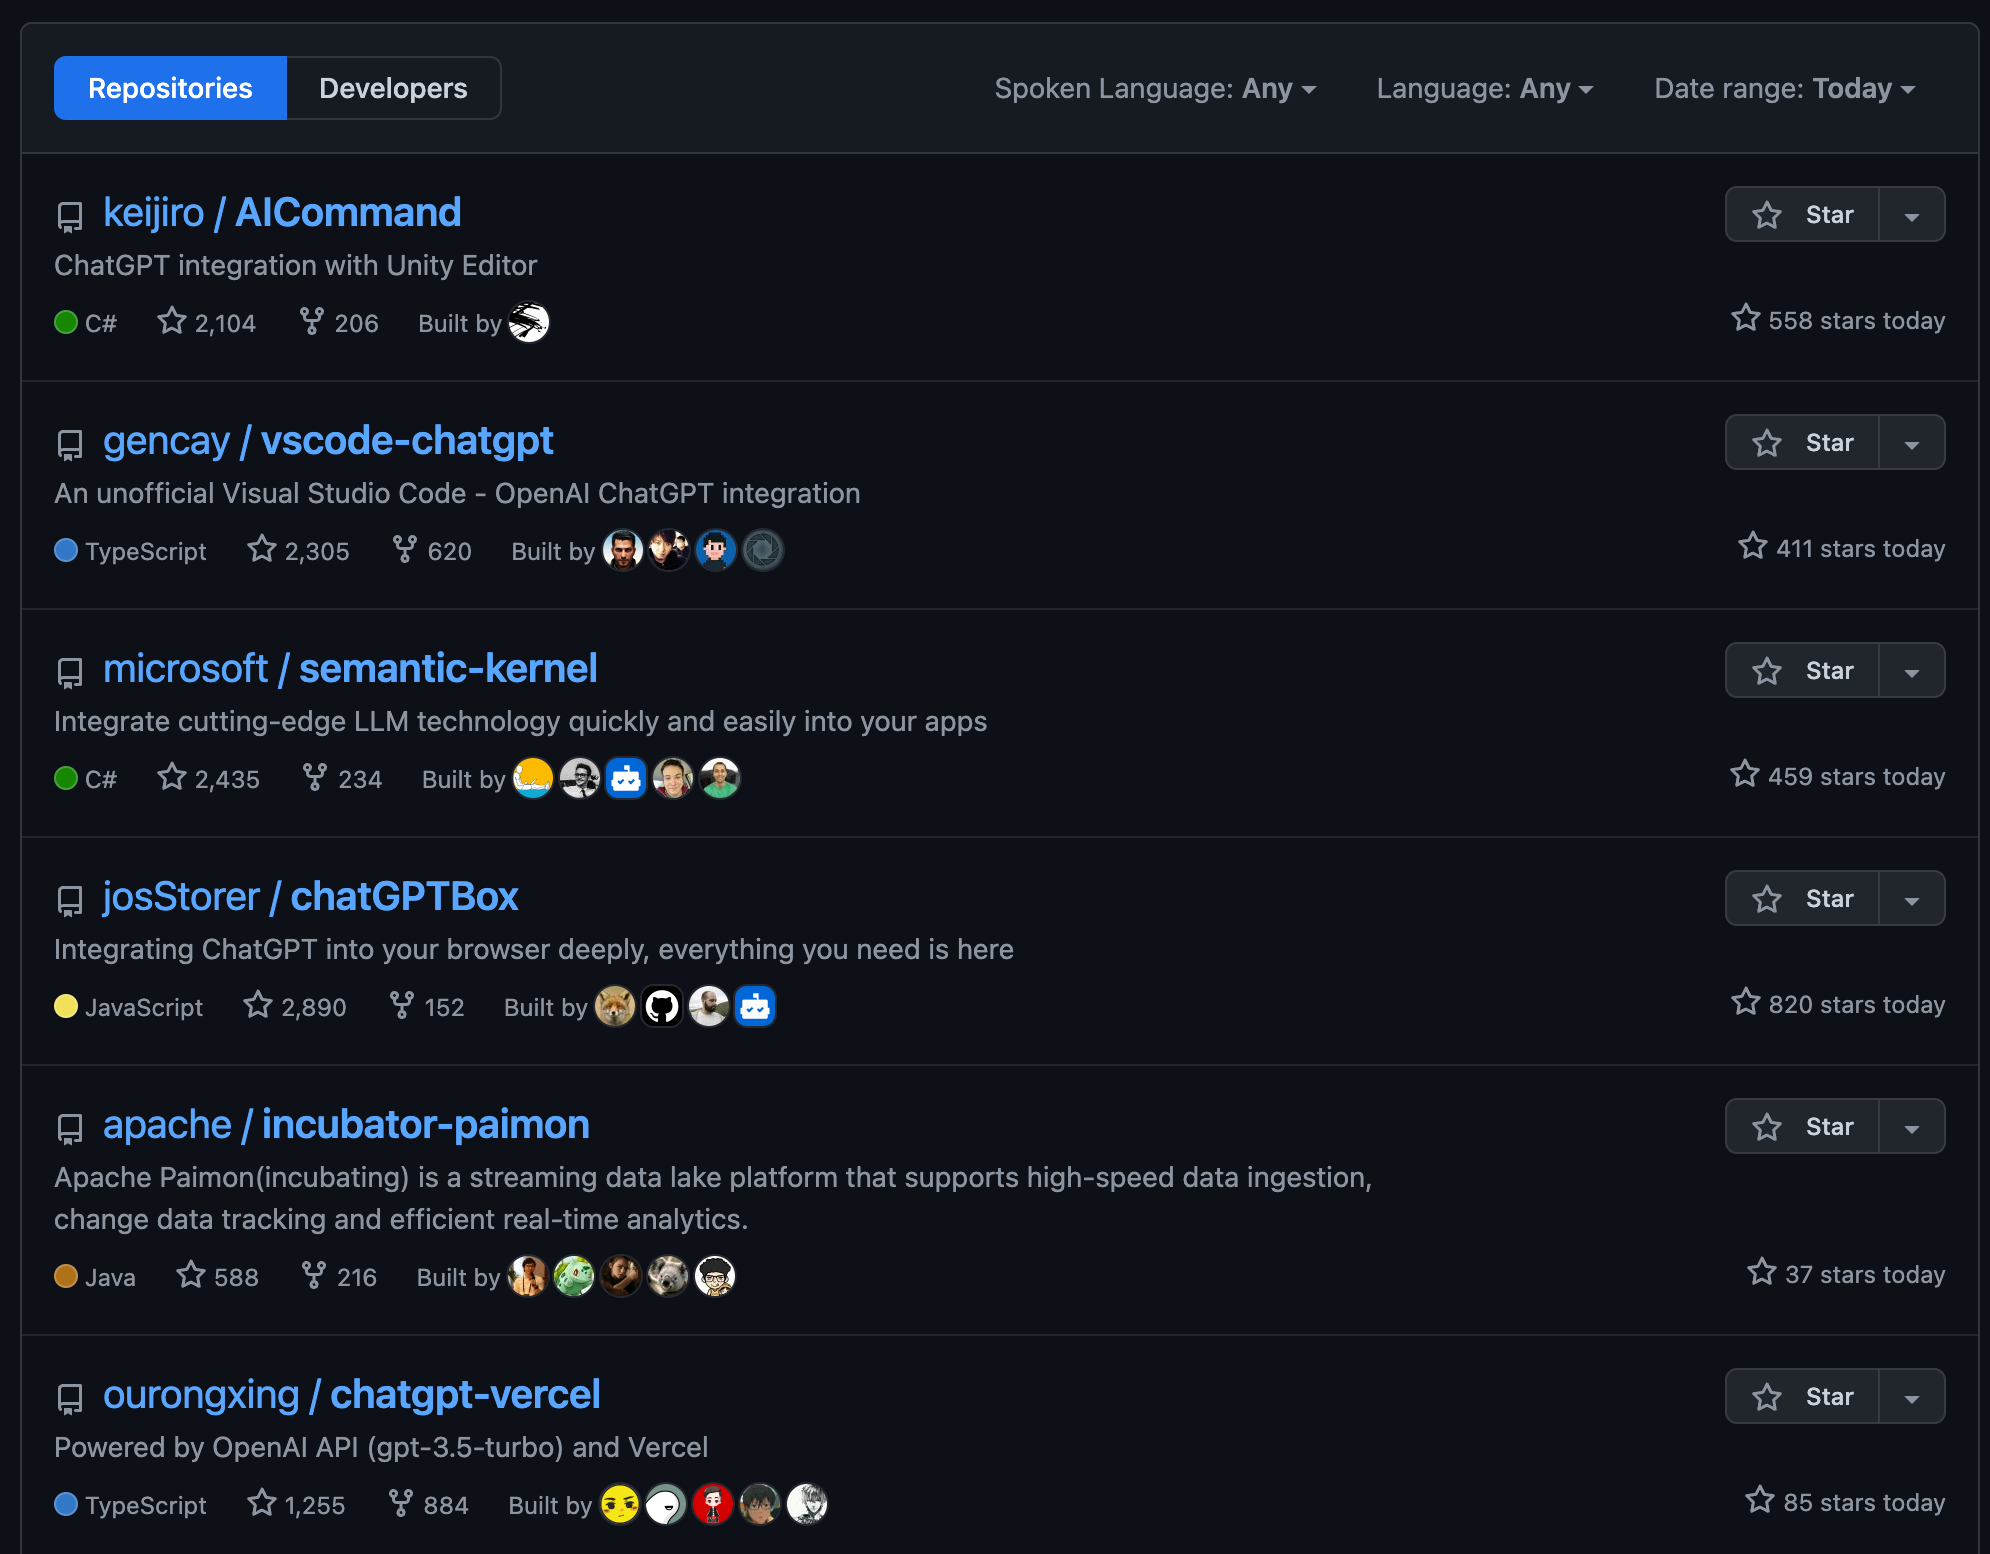 Repositories Developers Spoken Language: Any Language: Any Date range: Today
keijiro / AICommand Star
ChatGPT integration with Unity Editor
C# 2,104 206 Built by 558 stars today
gencay / vscode-chatgpt Star
An unofficial Visual Studio Code - OpenAI ChatGPT integration
TypeScript 2,305 620 Built by 411 stars today
microsoft / semantic-kernel Star
Integrate cutting-edge LLM technology quickly and easily into your apps
C# 2,435 234 Built by 459 stars today
josStorer / chatGPTBox Star
Integrating ChatGPT into your browser deeply, everything you need is here
JavaScript 2,890 152 Built by 820 stars today
apache / incubator-paimon Star
Apache Paimon(incubating) is a streaming data lake platform that supports high-speed data ingestion,
change data tracking and efficient real-time analytics.
Java 588 216 Built by 37 stars today
ourongxing / chatgpt-vercel Star
Powered by OpenAI API (gpt-3.5-turbo) and Vercel
TypeScript 1,255 884 Built by 85 stars today